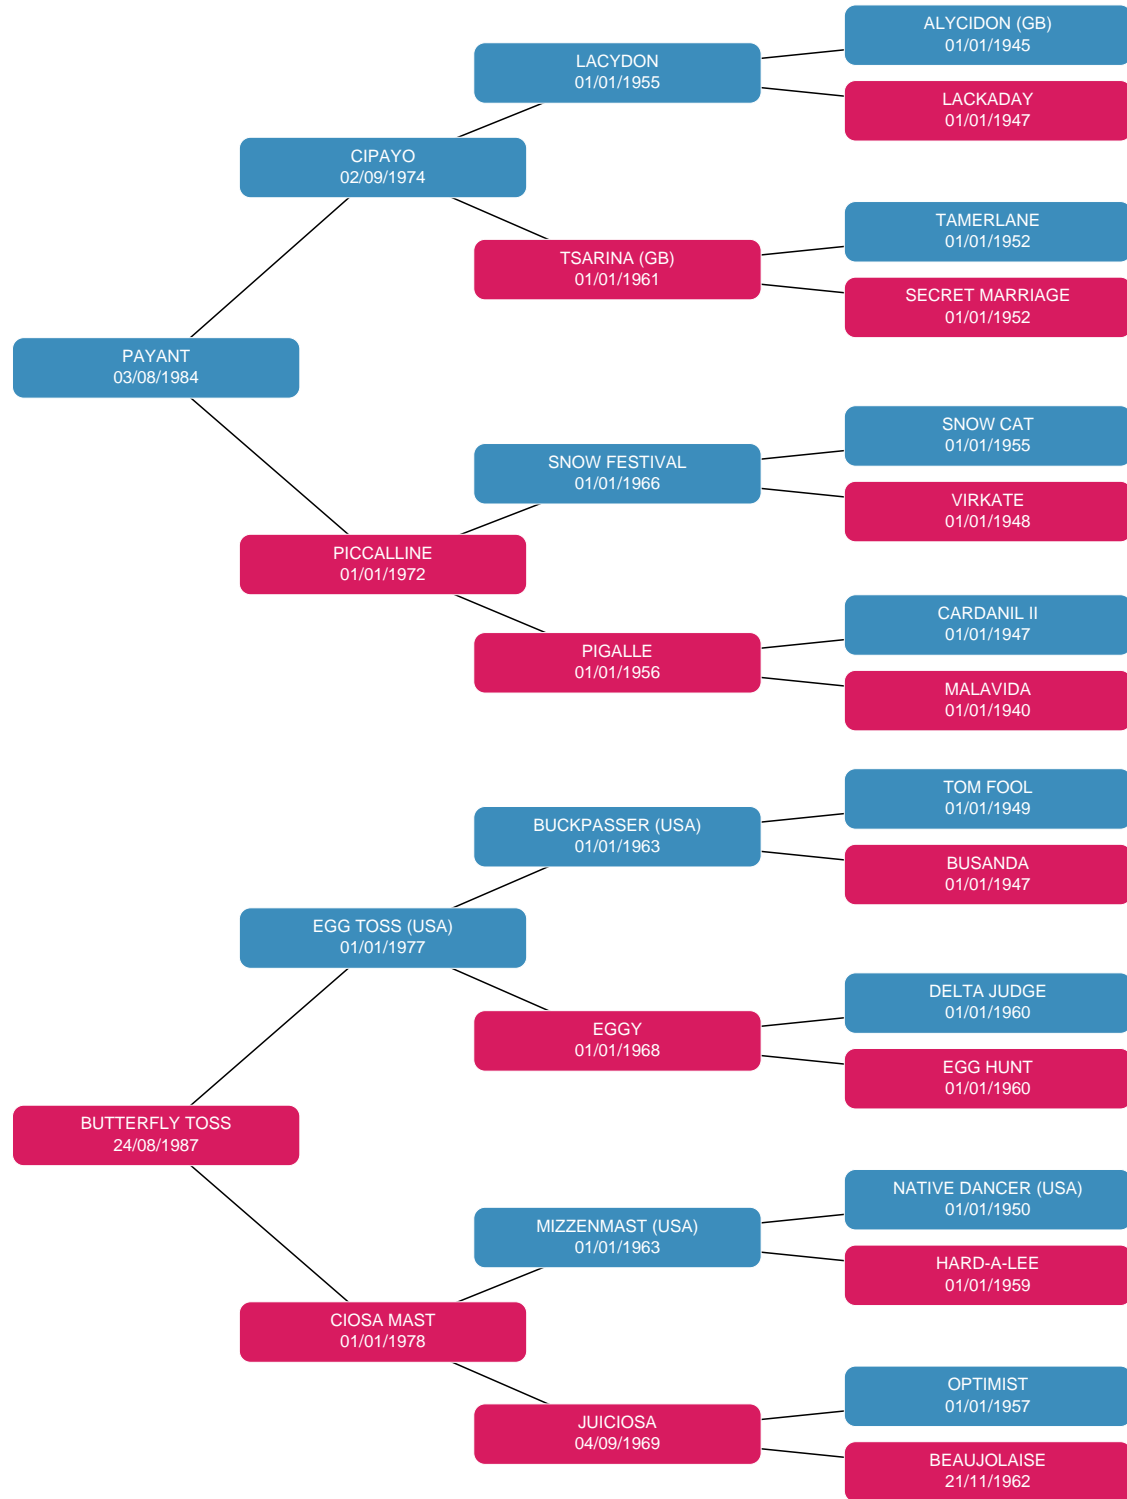 ALYCIDON (GB)
01/01/1945
LACYDON
01/01/1955
LACKADAY
01/01/1947
CIPAYO
02/09/1974
TAMERLANE
01/01/1952
TSARINA (GB)
01/01/1961
SECRET MARRIAGE
01/01/1952
PAYANT
03/08/1984
SNOW CAT
01/01/1955
SNOW FESTIVAL
01/01/1966
VIRKATE
01/01/1948
PICCALLINE
01/01/1972
CARDANIL II
01/01/1947
PIGALLE
01/01/1956
MALAVIDA
01/01/1940
TOM FOOL
01/01/1949
BUCKPASSER (USA)
01/01/1963
BUSANDA
01/01/1947
EGG TOSS (USA)
01/01/1977
DELTA JUDGE
01/01/1960
EGGY
01/01/1968
EGG HUNT
01/01/1960
BUTTERFLY TOSS
24/08/1987
NATIVE DANCER (USA)
01/01/1950
MIZZENMAST (USA)
01/01/1963
HARD-A-LEE
01/01/1959
CIOSA MAST
01/01/1978
OPTIMIST
01/01/1957
JUICIOSA
04/09/1969
BEAUJOLAISE
21/11/1962